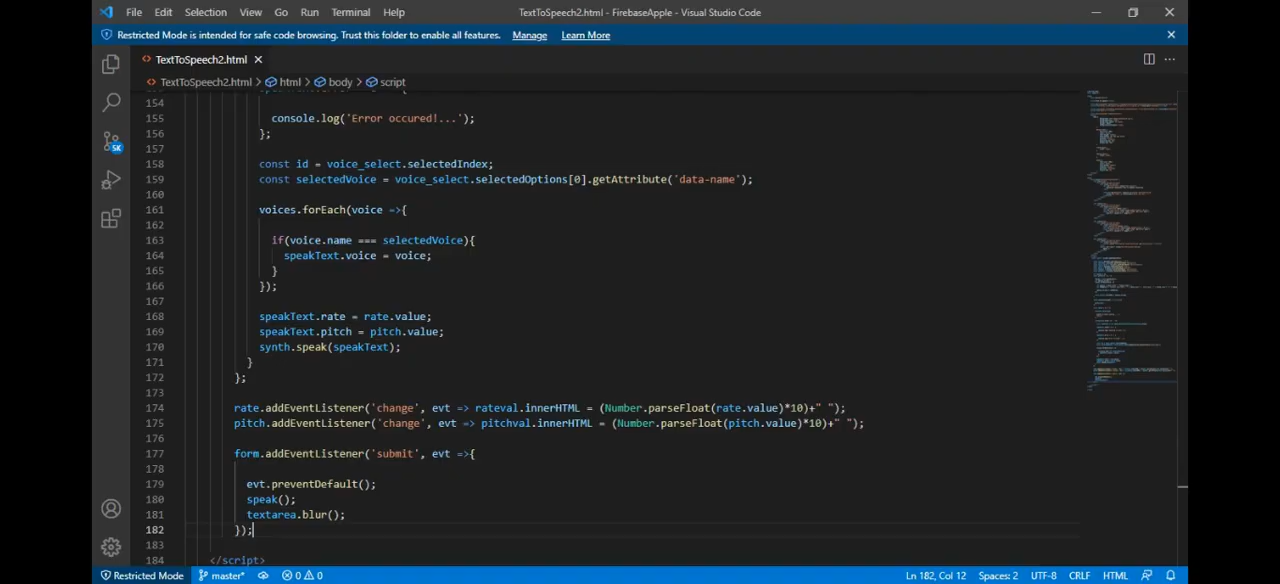 File Edit Selection View Go Run Terminal Help TextToSpeech2.html - FirebaseApple - Visual Studio Code
Restricted Mode is intended for safe code browsing. Trust this folder to enable all features. Manage Learn More
TextToSpeech2.html
TextToSpeech2.html > html > body > script
154
155 console.log('Error occured!...');
156 };
157
158 const id = voice_select.selectedIndex;
159 const selectedVoice = voice_select.selectedOptions[0].getAttribute('data-name');
160
161 voices.forEach(voice =>{
162
163 if(voice.name === selectedVoice){
164 speakText.voice = voice;
165 }
166 });
167
168 speakText.rate = rate.value;
169 speakText.pitch = pitch.value;
170 synth.speak(speakText);
171 }
172 };
173
174 rate.addEventListener('change', evt => rateval.innerHTML = (Number.parseFloat(rate.value)*10)+" ");
175 pitch.addEventListener('change', evt => pitchval.innerHTML = (Number.parseFloat(pitch.value)*10)+" ");
176
177 form.addEventListener('submit', evt =>{
178
179 evt.preventDefault();
180 speak();
181 textarea.blur();
182 });
183
184 </script>
5K
Restricted Mode master* 0 0 Ln 182, Col 12 Spaces: 2 UTF-8 CRLF HTML